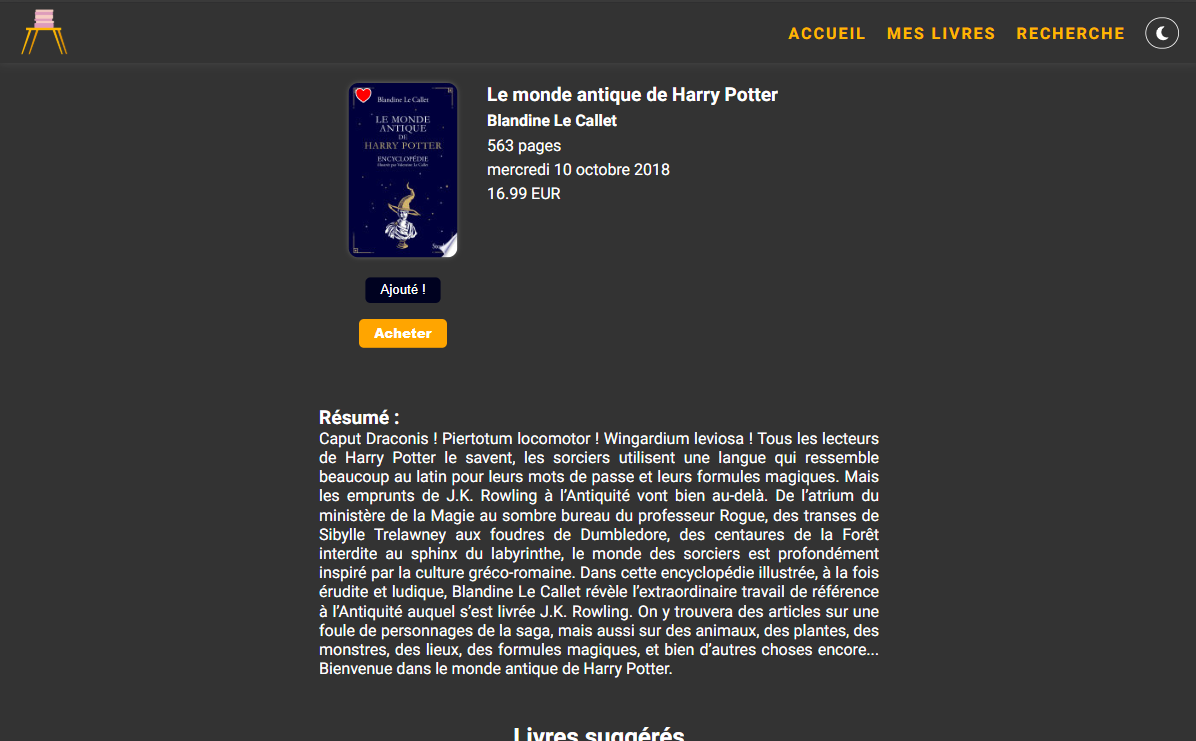 ACCUEIL MES LIVRES RECHERCHE
Blandine Le Callet
LE MONDE
ANTIQUE
DE
HARRY POTTER
ENCYCLOPÉDIE
Illustrée par Valentine Le Callet
Ajouté !
Acheter
Le monde antique de Harry Potter
Blandine Le Callet
563 pages
mercredi 10 octobre 2018
16.99 EUR
Résumé :
Caput Draconis ! Piertotum locomotor ! Wingardium leviosa ! Tous les lecteurs
de Harry Potter le savent, les sorciers utilisent une langue qui ressemble
beaucoup au latin pour leurs mots de passe et leurs formules magiques. Mais
les emprunts de J.K. Rowling à l’Antiquité vont bien au-delà. De l’atrium du
ministère de la Magie au sombre bureau du professeur Rogue, des transes de
Sibylle Trelawney aux foudres de Dumbledore, des centaures de la Forêt
interdite au sphinx du labyrinthe, le monde des sorciers est profondément
inspiré par la culture gréco-romaine. Dans cette encyclopédie illustrée, à la fois
érudite et ludique, Blandine Le Callet révèle l’extraordinaire travail de référence
à l’Antiquité auquel s’est livrée J.K. Rowling. On y trouvera des articles sur une
foule de personnages de la saga, mais aussi sur des animaux, des plantes, des
monstres, des lieux, des formules magiques, et bien d’autres choses encore...
Bienvenue dans le monde antique de Harry Potter.
Livres suggérés